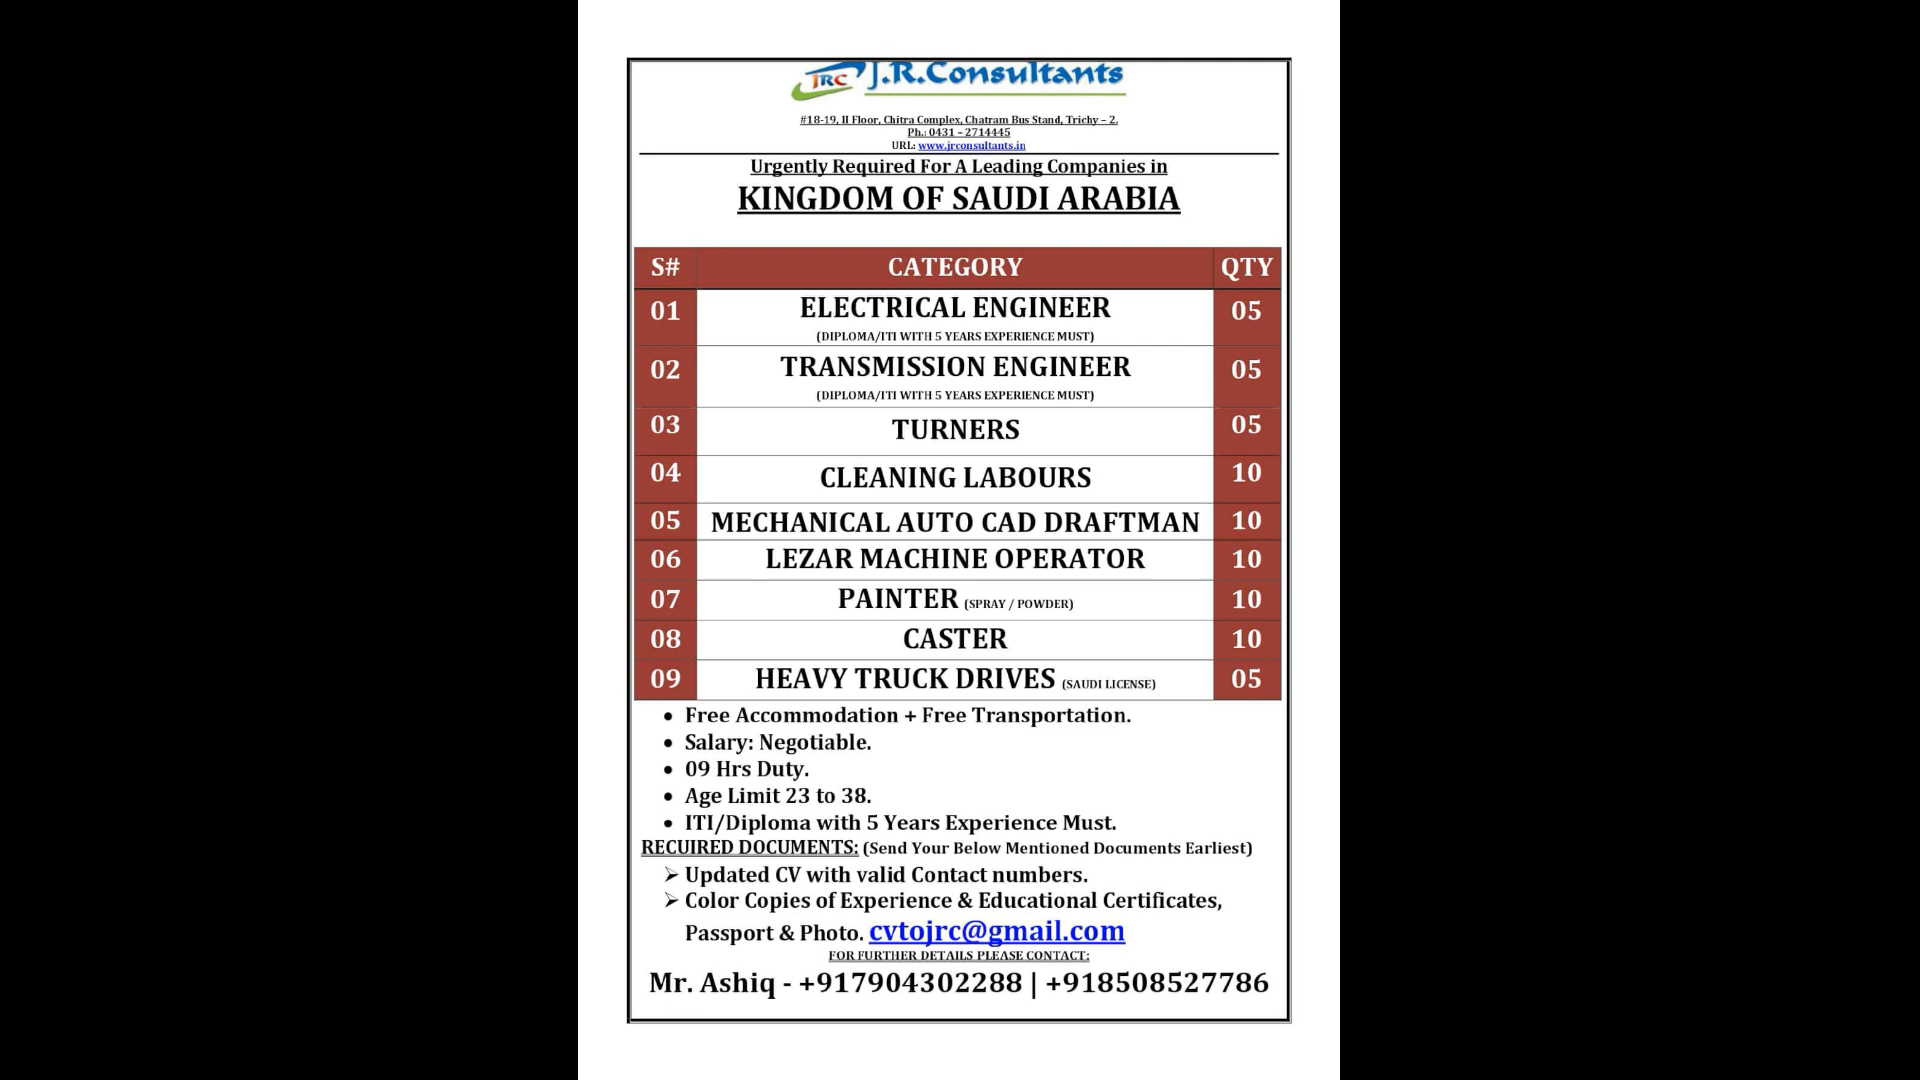 JRC J.R.Consultants
#18-19, II Floor, Chitra Complex, Chatram Bus Stand, Trichy – 2.
Ph.: 0431 – 2714445
URL: www.jrconsultants.in
Urgently Required For A Leading Companies in
KINGDOM OF SAUDI ARABIA
S# CATEGORY QTY
01 ELECTRICAL ENGINEER 05
(DIPLOMA/ITI WITH 5 YEARS EXPERIENCE MUST)
02 TRANSMISSION ENGINEER 05
(DIPLOMA/ITI WITH 5 YEARS EXPERIENCE MUST)
03 TURNERS 05
04 CLEANING LABOURS 10
05 MECHANICAL AUTO CAD DRAFTMAN 10
06 LEZAR MACHINE OPERATOR 10
07 PAINTER (SPRAY / POWDER) 10
08 CASTER 10
09 HEAVY TRUCK DRIVES (SAUDI LICENSE) 05
• Free Accommodation + Free Transportation.
• Salary: Negotiable.
• 09 Hrs Duty.
• Age Limit 23 to 38.
• ITI/Diploma with 5 Years Experience Must.
RECUIRED DOCUMENTS: (Send Your Below Mentioned Documents Earliest)
➢ Updated CV with valid Contact numbers.
➢ Color Copies of Experience & Educational Certificates,
Passport & Photo. cvtojrc@gmail.com
FOR FURTHER DETAILS PLEASE CONTACT:
Mr. Ashiq - +917904302288 | +918508527786